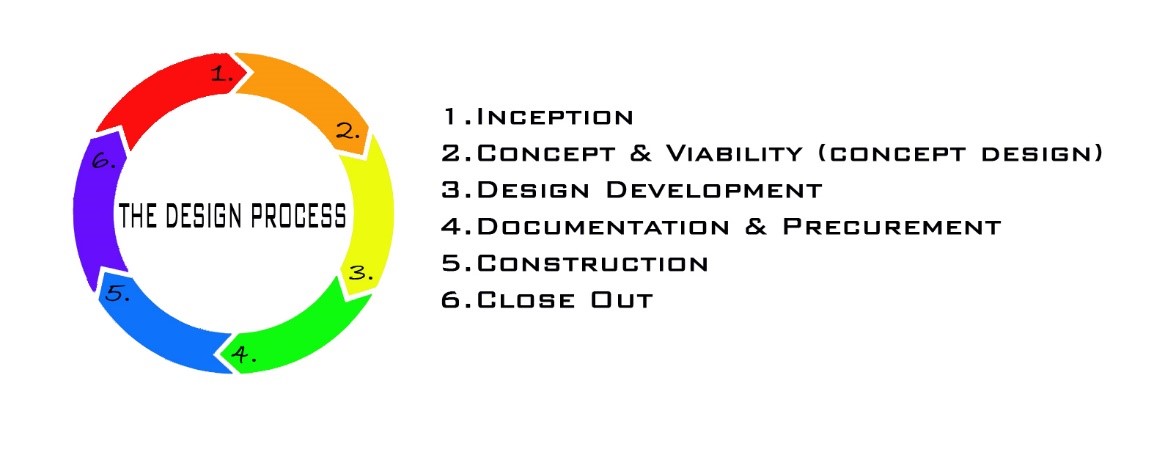 1.
2.
3.
4.
5.
6.
THE DESIGN PROCESS
1.INCEPTION
2.CONCEPT & VIABILITY (CONCEPT DESIGN)
3.DESIGN DEVELOPMENT
4.DOCUMENTATION & PRECUREMENT
5.CONSTRUCTION
6.CLOSE OUT